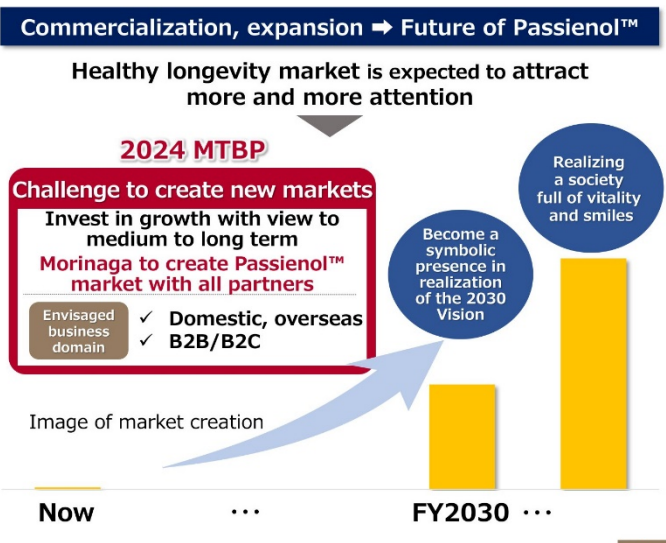 Commercialization, expansion ➡ Future of Passienol™
Healthy longevity market is expected to attract
more and more attention
2024 MTBP
Challenge to create new markets
Invest in growth with view to
medium to long term
Morinaga to create Passienol™
market with all partners
Envisaged
business
domain
✓ Domestic, overseas
✓ B2B/B2C
Become a
symbolic
presence in
realization
of the 2030
Vision
Realizing
a society
full of vitality
and smiles
Image of market creation
Now
···
FY2030 ···